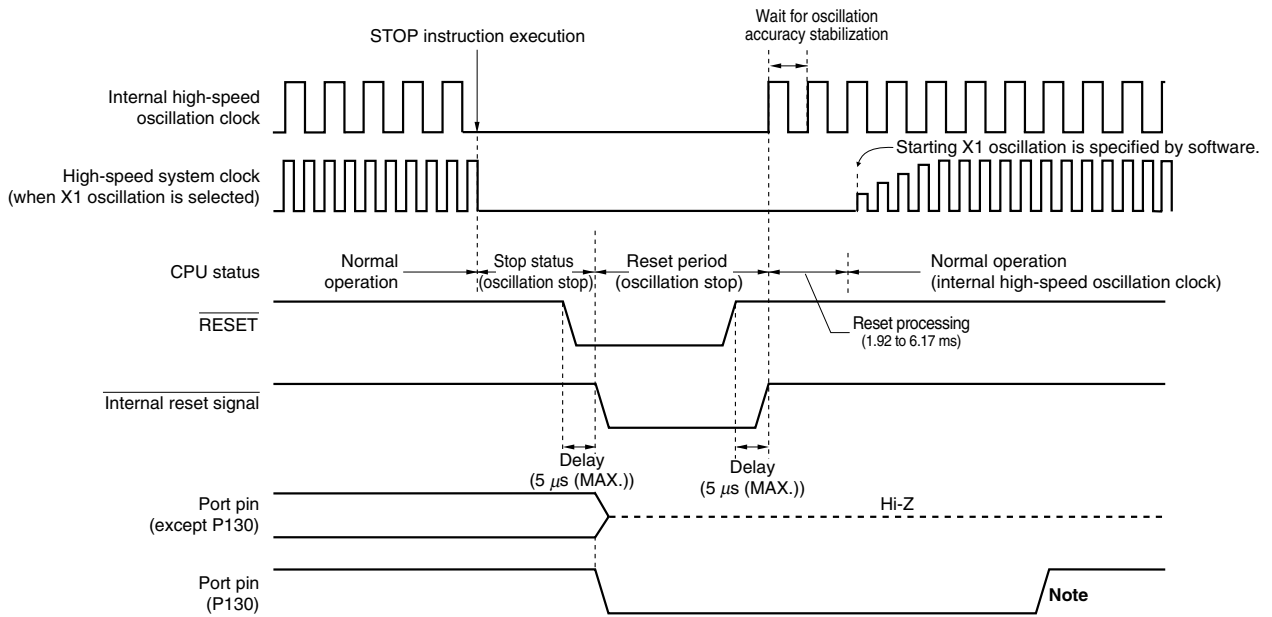 Wait for oscillation
accuracy stabilization
STOP instruction execution
Internal high-speed
oscillation clock
Starting X1 oscillation is specified by software.
High-speed system clock
(when X1 oscillation is selected)
CPU status
Normal
operation
Stop status
(oscillation stop)
Reset period
(oscillation stop)
Normal operation
(internal high-speed oscillation clock)
RESET
Reset processing
(1.92 to 6.17 ms)
Internal reset signal
Delay
(5 μs (MAX.))
Delay
(5 μs (MAX.))
Port pin
(except P130)
Hi-Z
Port pin
(P130)
Note